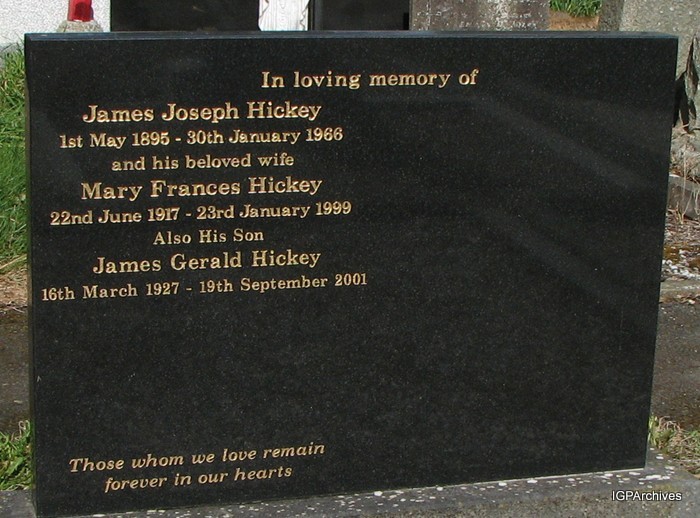 In loving memory of
James Joseph Hickey
1st May 1895 - 30th January 1966
and his beloved wife
Mary Frances Hickey
22nd June 1917 - 23rd January 1999
Also His Son
James Gerald Hickey
16th March 1927 - 19th September 2001
Those whom we love remain
forever in our hearts
IGPArchives